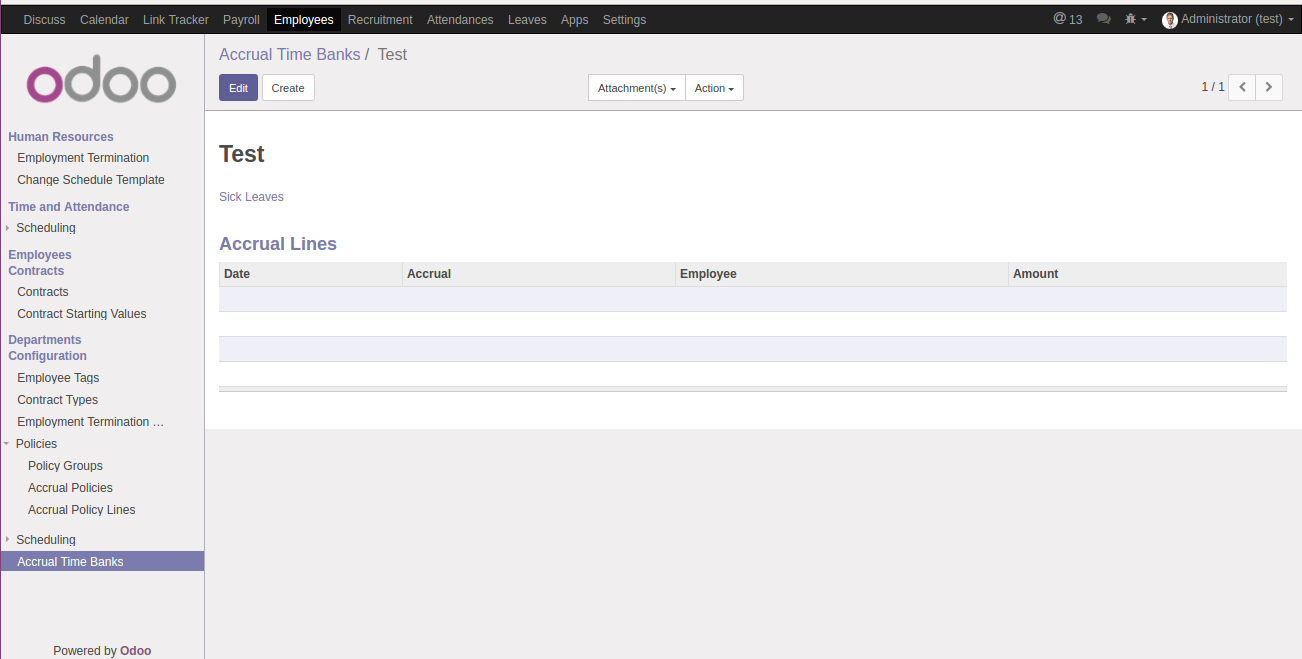 Discuss Calendar Link Tracker Payroll Employees Recruitment Attendances Leaves Apps Settings @ 13 Administrator (test)
odoo
Human Resources
Employment Termination
Change Schedule Template
Time and Attendance
Scheduling
Employees
Contracts
Contracts
Contract Starting Values
Departments
Configuration
Employee Tags
Contract Types
Employment Termination …
Policies
Policy Groups
Accrual Policies
Accrual Policy Lines
Scheduling
Accrual Time Banks
Powered by Odoo
Accrual Time Banks / Test
Edit Create Attachment(s) Action 1 / 1
Test
Sick Leaves
Accrual Lines
Date Accrual Employee Amount